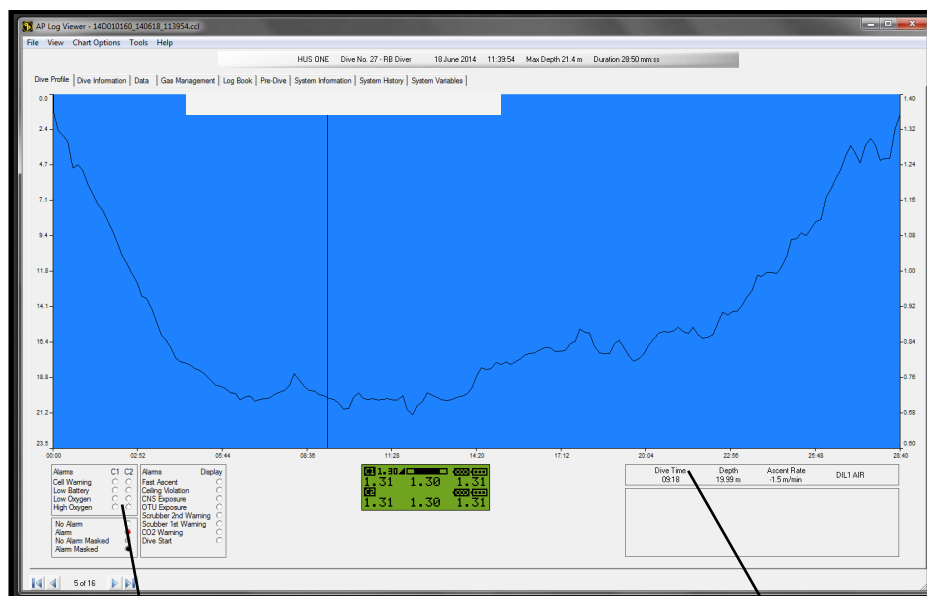 AP Log Viewer - 14D010160_140618_113954.ccl
File View Chart Options Tools Help
HUS ONE Dive No. 27 - RB Diver 18 June 2014 11:39:54 Max Depth 21.4 m Duration 28:50 mm:ss
Dive Profile Dive Information Data Gas Management Log Book Pre-Dive System Information System History System Variables
0.0 1.40
2.4 1.32
4.7 1.24
7.1 1.16
9.4 1.08
11.8 1.00
14.1 0.92
16.4 0.84
18.8 0.76
21.2 0.68
23.5 0.60
00:00 02:52 05:44 08:36 11:28 14:20 17:12 20:04 22:56 25:48 28:40
Alarms C1 C2
Cell Warning
Low Battery
Low Oxygen
High Oxygen
No Alarm
Alarm
No Alarm Masked
Alarm Masked
Alarms Display
Fast Ascent
Ceiling Violation
CNS Exposure
OTU Exposure
Scrubber 2nd Warning
Scubber 1st Warning
CO2 Warning
Dive Start
C1 1.30
1.31 1.30 1.31
C2
1.31 1.30 1.31
Dive Time Depth Ascent Rate DIL1 AIR
09:18 19.99 m -1.5 m/min
5 of 16